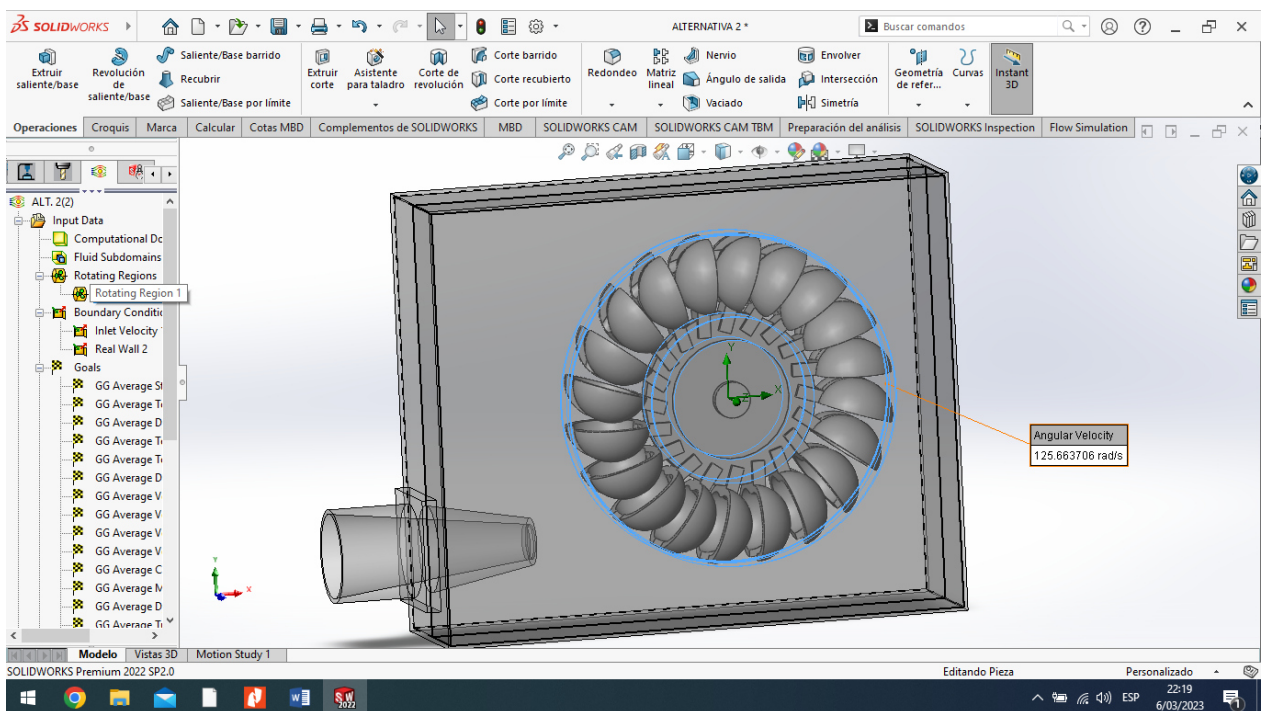 SOLIDWORKS
ALTERNATIVA 2 *
Buscar comandos
Extruir saliente/base
Revolución de saliente/base
Saliente/Base barrido
Recubrir
Saliente/Base por límite
Extruir corte
Asistente para taladro
Corte de revolución
Corte barrido
Corte recubierto
Corte por límite
Redondeo
Matriz lineal
Nervio
Ángulo de salida
Vaciado
Envolver
Intersección
Simetría
Geometría de refer...
Curvas
Instant 3D
Operaciones
Croquis
Marca
Calcular
Cotas MBD
Complementos de SOLIDWORKS
MBD
SOLIDWORKS CAM
SOLIDWORKS CAM TBM
Preparación del análisis
SOLIDWORKS Inspection
Flow Simulation
ALT. 2(2)
Input Data
Computational Dc
Fluid Subdomains
Rotating Regions
Rotating Region 1
Boundary Conditic
Inlet Velocity
Real Wall 2
Goals
GG Average St
GG Average T
GG Average D
GG Average T
GG Average T
GG Average D
GG Average V
GG Average V
GG Average V
GG Average V
GG Average C
GG Average M
GG Average D
GG Average T
Y
X
Z
Angular Velocity
125.663706 rad/s
Y
X
Modelo
Vistas 3D
Motion Study 1
SOLIDWORKS Premium 2022 SP2.0
Editando Pieza
Personalizado
W
SW
2022
ESP
22:19
6/03/2023
1